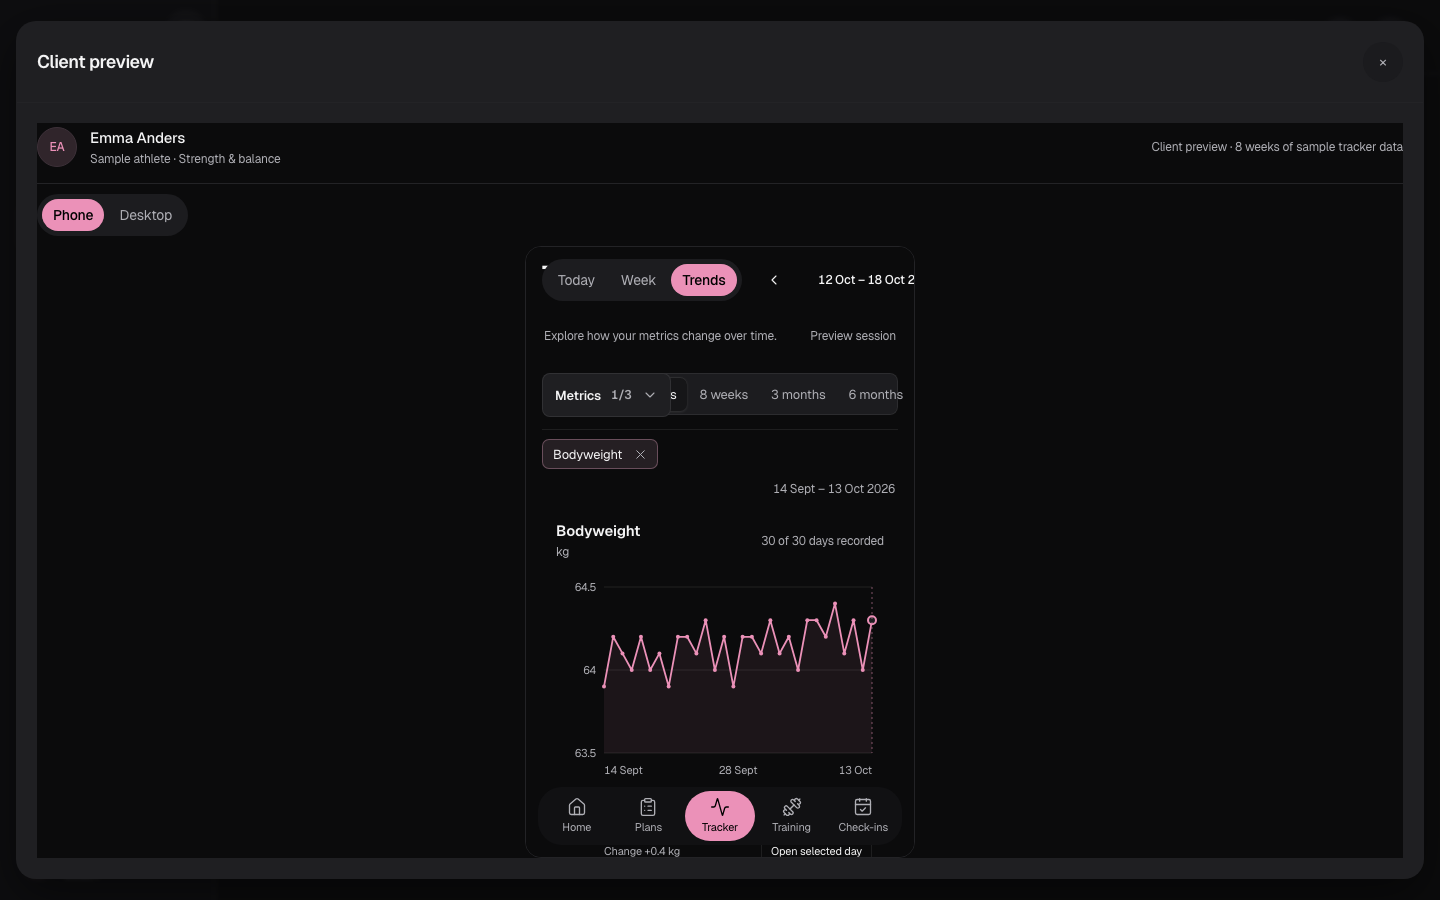 Client preview
×
EA
Emma Anders
Sample athlete · Strength & balance
Client preview · 8 weeks of sample tracker data
Phone
Desktop
Today
Week
Trends
12 Oct – 18 Oct 2
Explore how your metrics change over time.
Preview session
Metrics 1/3
s
8 weeks
3 months
6 months
Bodyweight
14 Sept – 13 Oct 2026
Bodyweight
kg
30 of 30 days recorded
64.5
64
63.5
14 Sept
28 Sept
13 Oct
Home
Plans
Tracker
Training
Check-ins
Change +0.4 kg
Open selected day